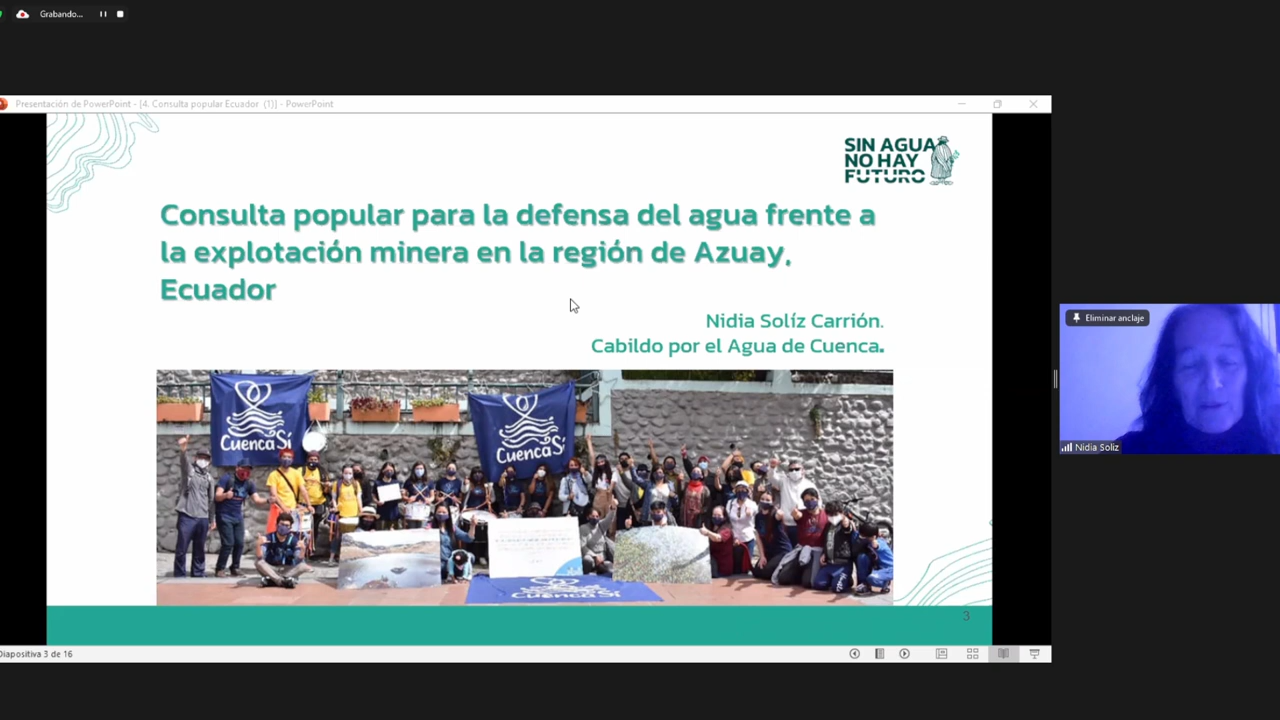 Grabando...
Presentación de PowerPoint - [4. Consulta popular Ecuador (1)] - PowerPoint
SIN AGUA
NO HAY
FUTURO
Consulta popular para la defensa del agua frente a
la explotación minera en la región de Azuay,
Ecuador
Nidia Solíz Carrión.
Cabildo por el Agua de Cuenca.
Cuenca Sí
Cuenca Sí
Cuenca Sí
3
Eliminar anclaje
Nidia Soliz
Diapositiva 3 de 16